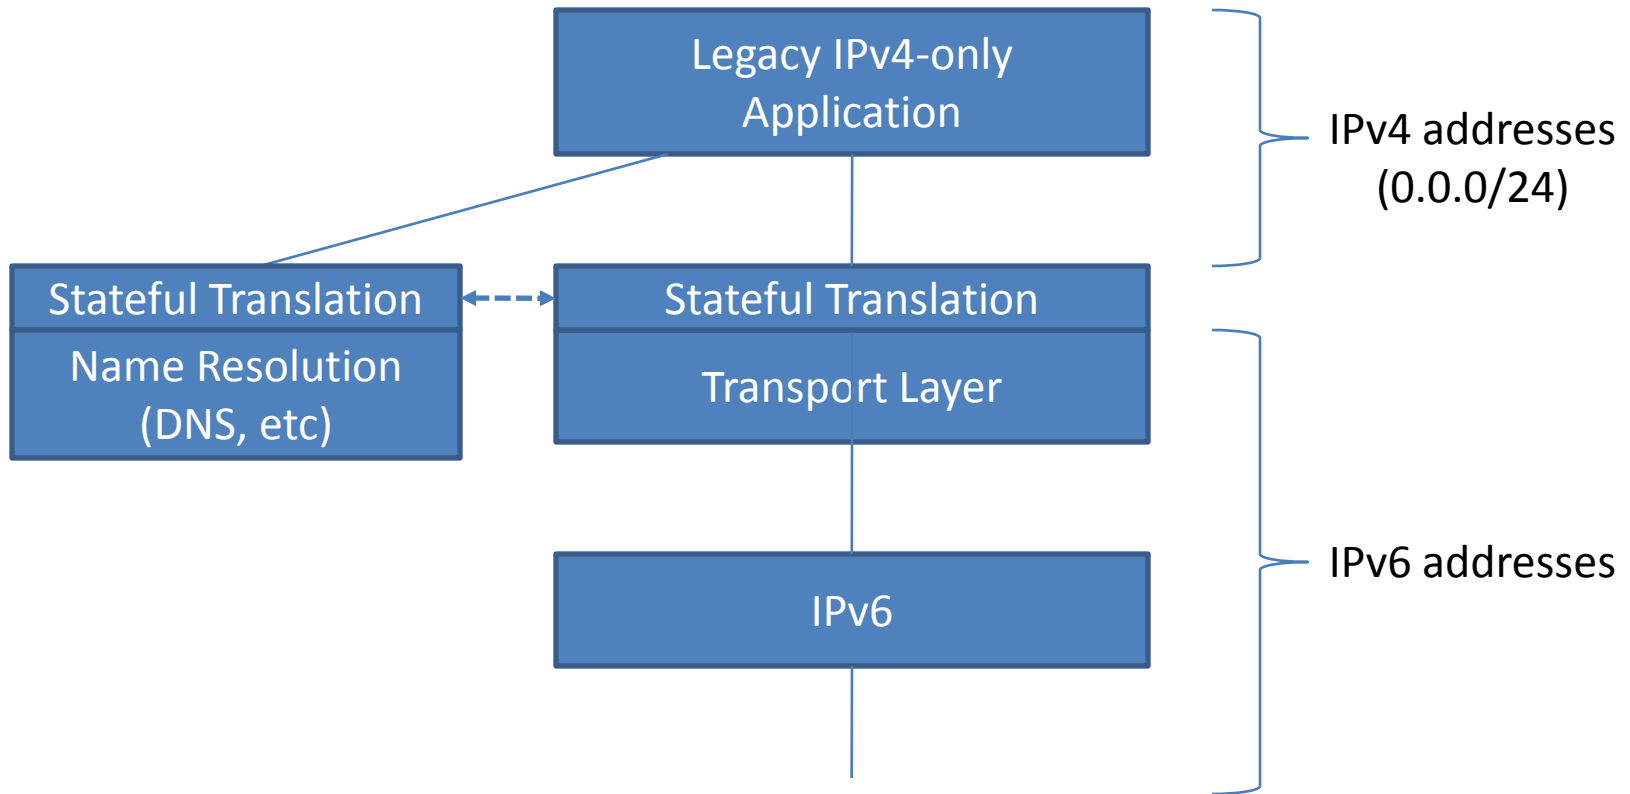 Legacy IPv4-only
Application
IPv4 addresses
(0.0.0/24)
Stateful Translation
Stateful Translation
Name Resolution
(DNS, etc)
Transport Layer
IPv6 addresses
IPv6